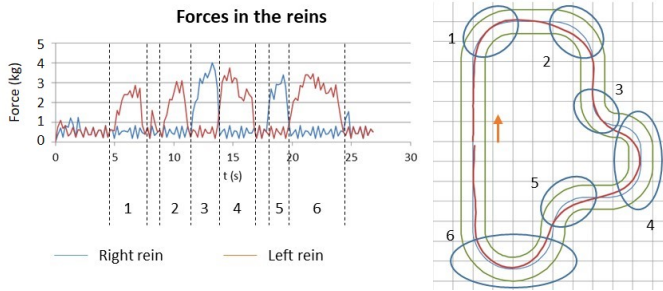 Forces in the reins
Force (kg)
5
4
3
2
1
0
0 5 10 15 20 25 30
t (s)
1 2 3 4 5 6
Right rein Left rein
1
2
3
4
5
6